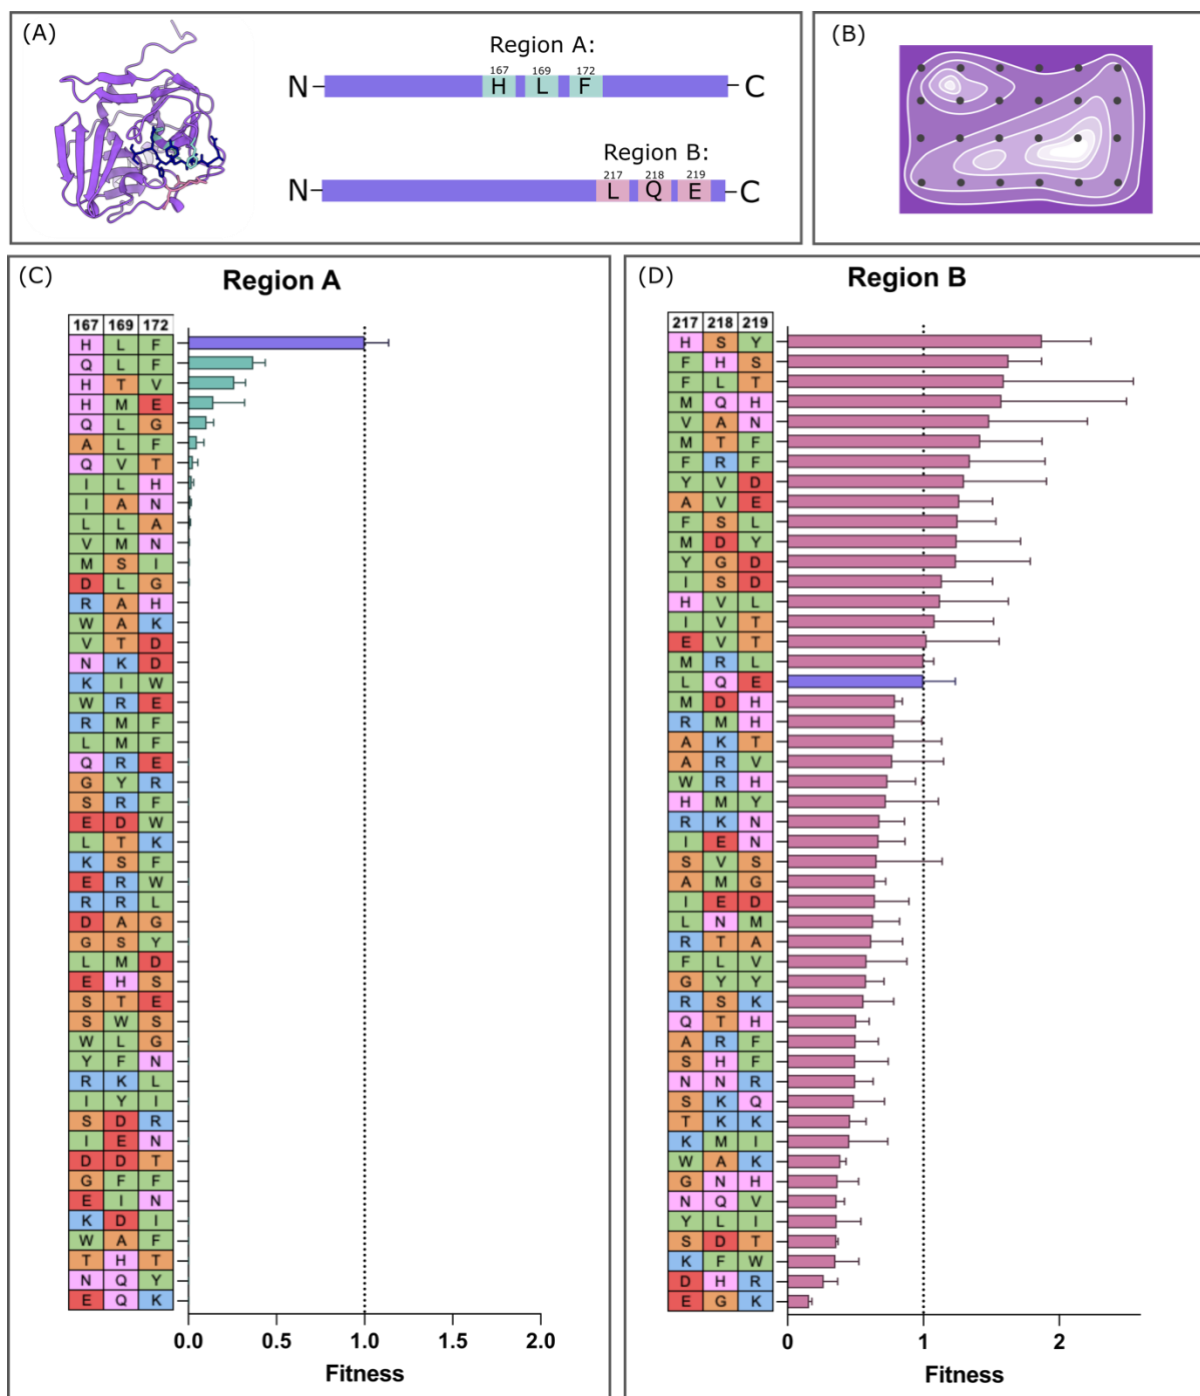 (A)
Region A:
167 169 172
N H L F C
Region B:
217 218 219
N L Q E C
(B)
(C)
Region A
167 169 172
H L F
Q L F
H T V
H M E
Q L G
A L F
Q V T
I L H
I A N
L L A
V M N
M S I
D L G
R A H
W A K
V T D
N K D
K I W
W R E
R M F
L M F
Q R E
G Y R
S R F
E D W
L T K
K S F
E R W
R R L
D A G
G S Y
L M D
E H S
S T E
S W S
W L G
Y F N
R K L
I Y I
S D R
I E N
D D T
G F F
E I N
K D I
W A F
T H T
N Q Y
E Q K
0.0 0.5 1.0 1.5 2.0
Fitness
(D)
Region B
217 218 219
H S Y
F H S
F L T
M Q H
V A N
M T F
F R F
Y V D
A V E
F S L
M D Y
Y G D
I S D
H V L
I V T
E V T
M R L
L Q E
M D H
R M H
A K T
A R V
W R H
H M Y
R K N
I E N
S V S
A M G
I E D
L N M
R T A
F L V
G Y Y
R S K
Q T H
A R F
S H F
N N R
S K Q
T K K
K M I
W A K
G N H
N Q V
Y L I
S D T
K F W
D H R
E G K
0 1 2
Fitness